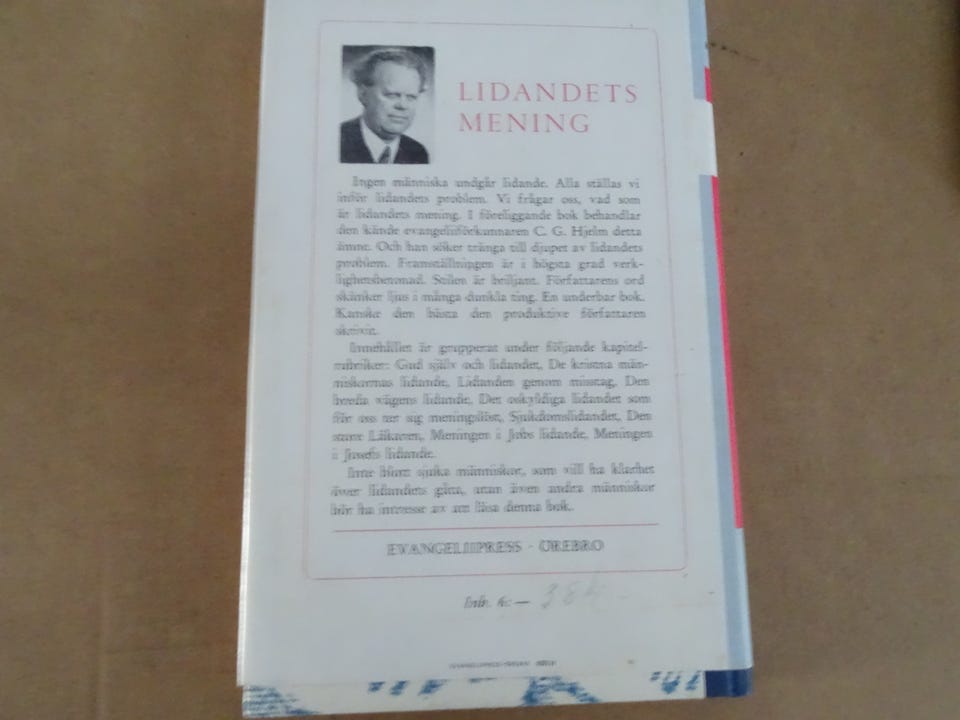 LIDANDETS
MENING
Ingen människa undgår lidande. Alla ställas vi
inför lidandets problem. Vi frågar oss, vad som
är lidandets mening. I föreliggande bok behandlar
den kände evangelieförkunnaren C. G. Hjelm detta
ämne. Och han söker tränga till djupet av lidandets
problem. Framställningen är i högsta grad verk-
lighetsbetonad. Stilen är briljant. Författarens ord
skänker ljus i många dunkla ting. En underbar bok.
Kanske den bästa den produktive författaren
skrivit.
Innehållet är grupperat under följande kapitel-
rubriker: Gud själv och lidandet, De kristna män-
niskornas lidande, Lidanden genom misstag, Den
breda vägens lidande, Det oskyldiga lidandet som
för oss ter sig meningslöst, Sjukdomslidandet, Den
store Läkaren, Meningen i Jobs lidande, Meningen
i Josefs lidande.
Inte blott sjuka människor, som vill ha klarhet
över lidandets gåta, utan även andra människor
bör ha intresse av att läsa denna bok.
EVANGELIIPRESS - ÖREBRO
Inb. kr. —